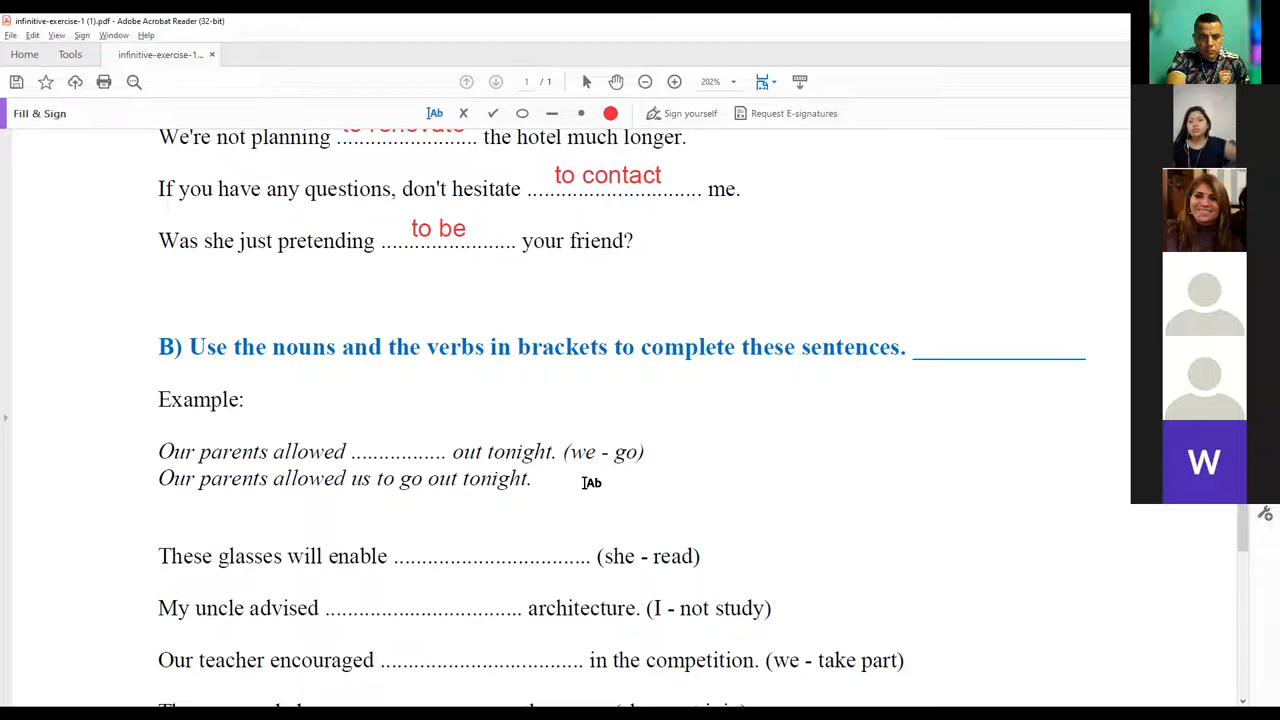 infinitive-exercise-1 (1).pdf - Adobe Acrobat Reader (32-bit)
File Edit View Sign Window Help
Home Tools infinitive-exercise-1... ×
1 / 1 202%
Fill & Sign Ab Sign yourself Request E-signatures
We're not planning to renovate ......................... the hotel much longer.
If you have any questions, don't hesitate to contact ............................... me.
Was she just pretending to be ........................ your friend?
B) Use the nouns and the verbs in brackets to complete these sentences. ________________
Example:
Our parents allowed ................. out tonight. (we - go)
Our parents allowed us to go out tonight.
Ab
W
These glasses will enable ................................... (she - read)
My uncle advised ................................... architecture. (I - not study)
Our teacher encouraged .................................... in the competition. (we - take part)